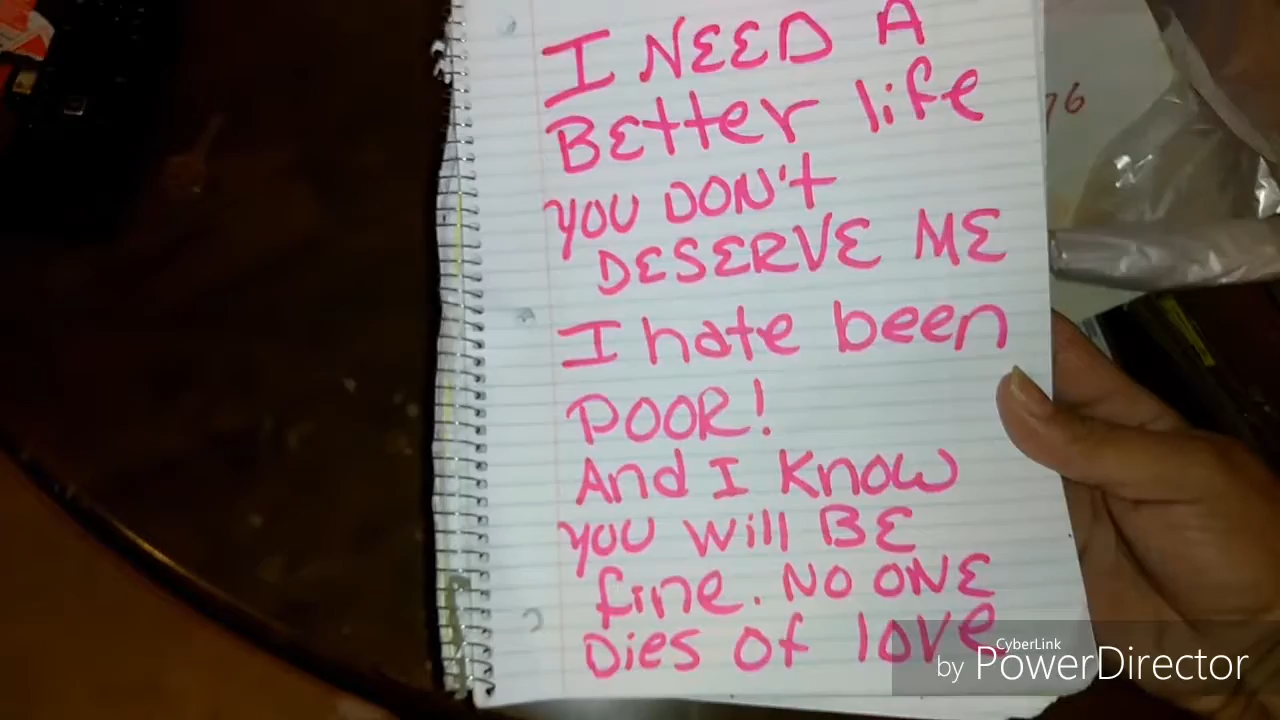 I NEED A
Better life
you DON't
DESERVE ME
I hate been
POOR!
And I Know
you will BE
fine. NO ONE
Dies of love
76
CyberLink
by PowerDirector